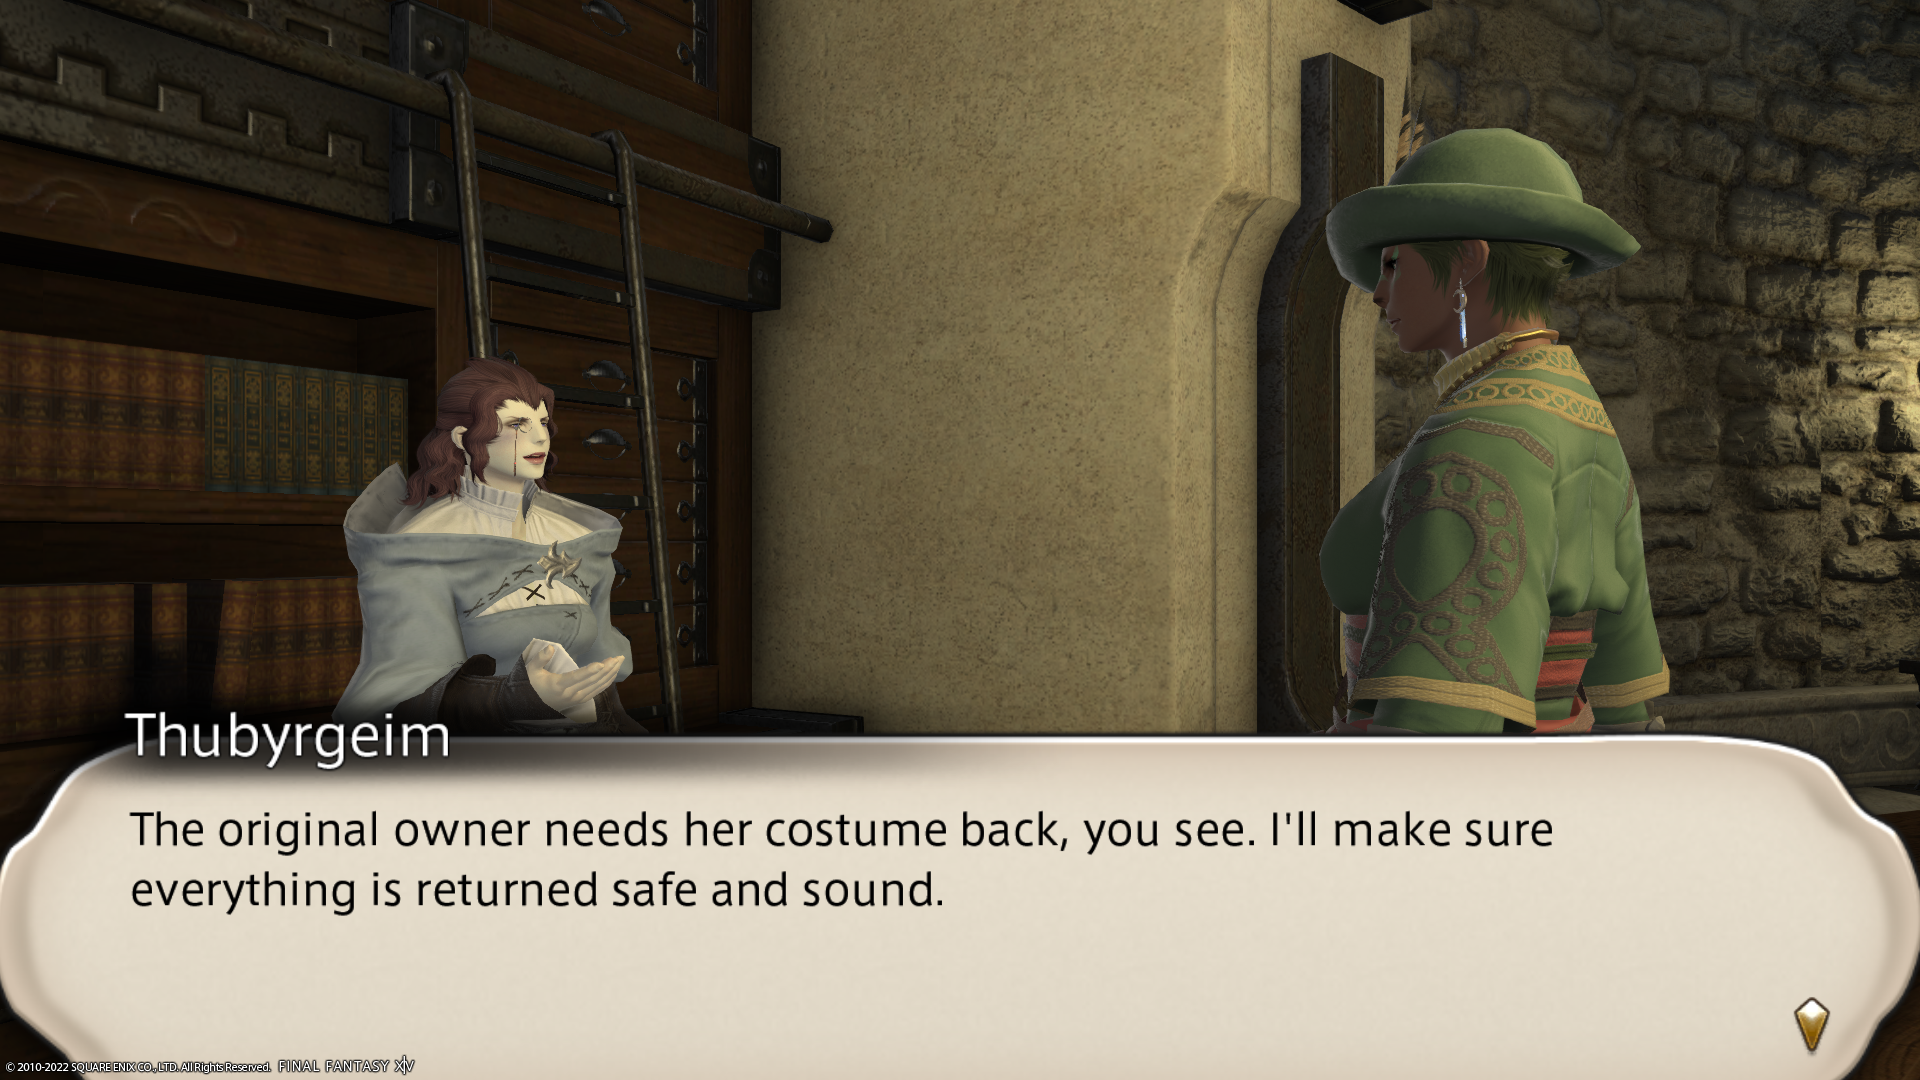 Thubyrgeim
The original owner needs her costume back, you see. I'll make sure
everything is returned safe and sound.
© 2010-2022 SQUARE ENIX CO., LTD. All Rights Reserved. FINAL FANTASY XIV